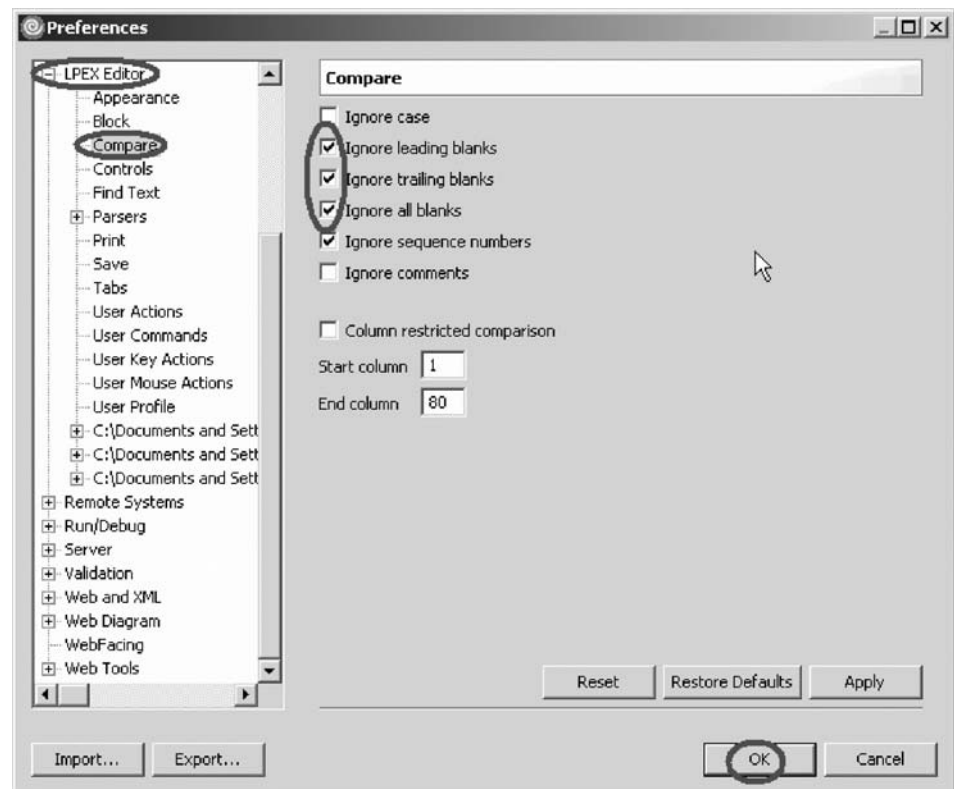 Preferences
LPEX Editor
Appearance
Block
Compare
Controls
Find Text
Parsers
Print
Save
Tabs
User Actions
User Commands
User Key Actions
User Mouse Actions
User Profile
C:\Documents and Sett
C:\Documents and Sett
C:\Documents and Sett
Remote Systems
Run/Debug
Server
Validation
Web and XML
Web Diagram
WebFacing
Web Tools
Compare
Ignore case
Ignore leading blanks
Ignore trailing blanks
Ignore all blanks
Ignore sequence numbers
Ignore comments
Column restricted comparison
Start column 1
End column 80
Reset Restore Defaults Apply
Import... Export... OK Cancel